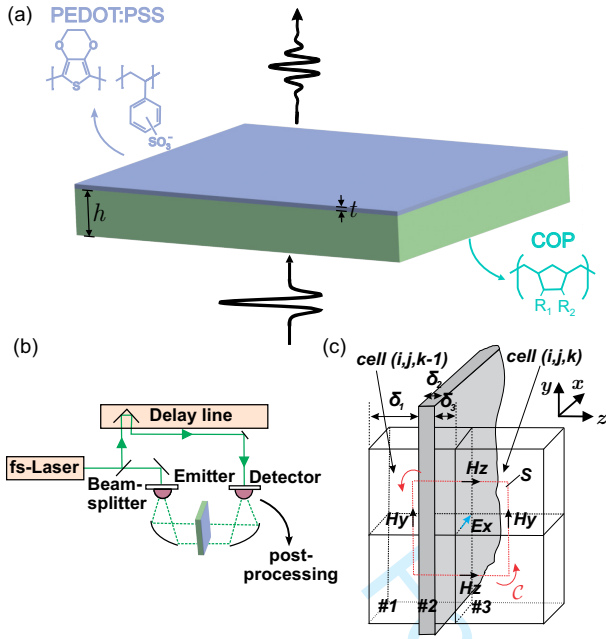 (a)
PEDOT:PSS
O O
S
SO₃⁻
h
t
COP
R₁ R₂
(b)
Delay line
fs-Laser
Beam-
splitter
Emitter
Detector
post-
processing
(c)
cell (i,j,k-1)
cell (i,j,k)
δ₁
δ₂
δ₃
y
x
z
Hz
S
Hy
Ex
Hy
Hz
C
#1
#2
#3